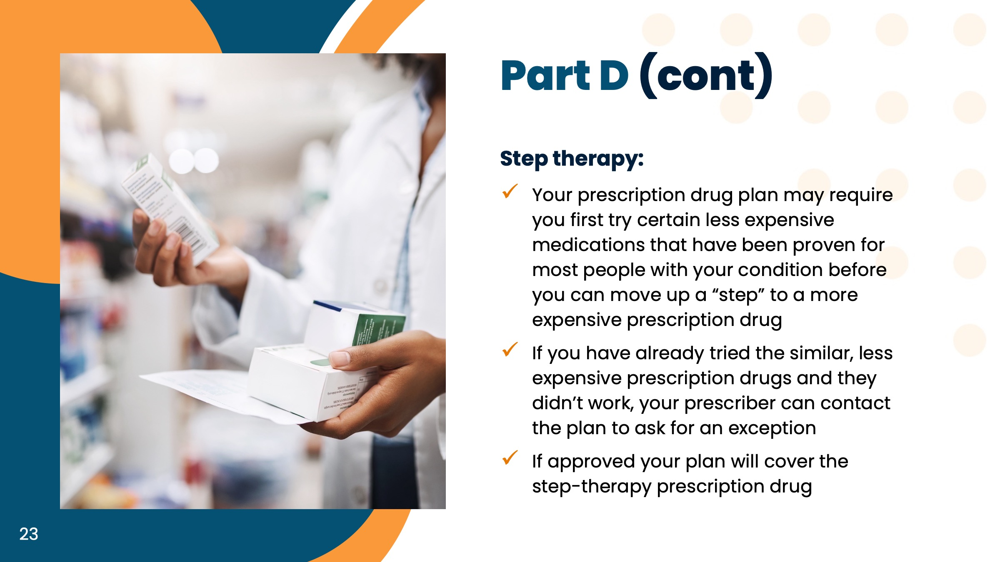 Part D (cont)
Step therapy:
✓ Your prescription drug plan may require
you first try certain less expensive
medications that have been proven for
most people with your condition before
you can move up a “step” to a more
expensive prescription drug
✓ If you have already tried the similar, less
expensive prescription drugs and they
didn’t work, your prescriber can contact
the plan to ask for an exception
✓ If approved your plan will cover the
step-therapy prescription drug
23